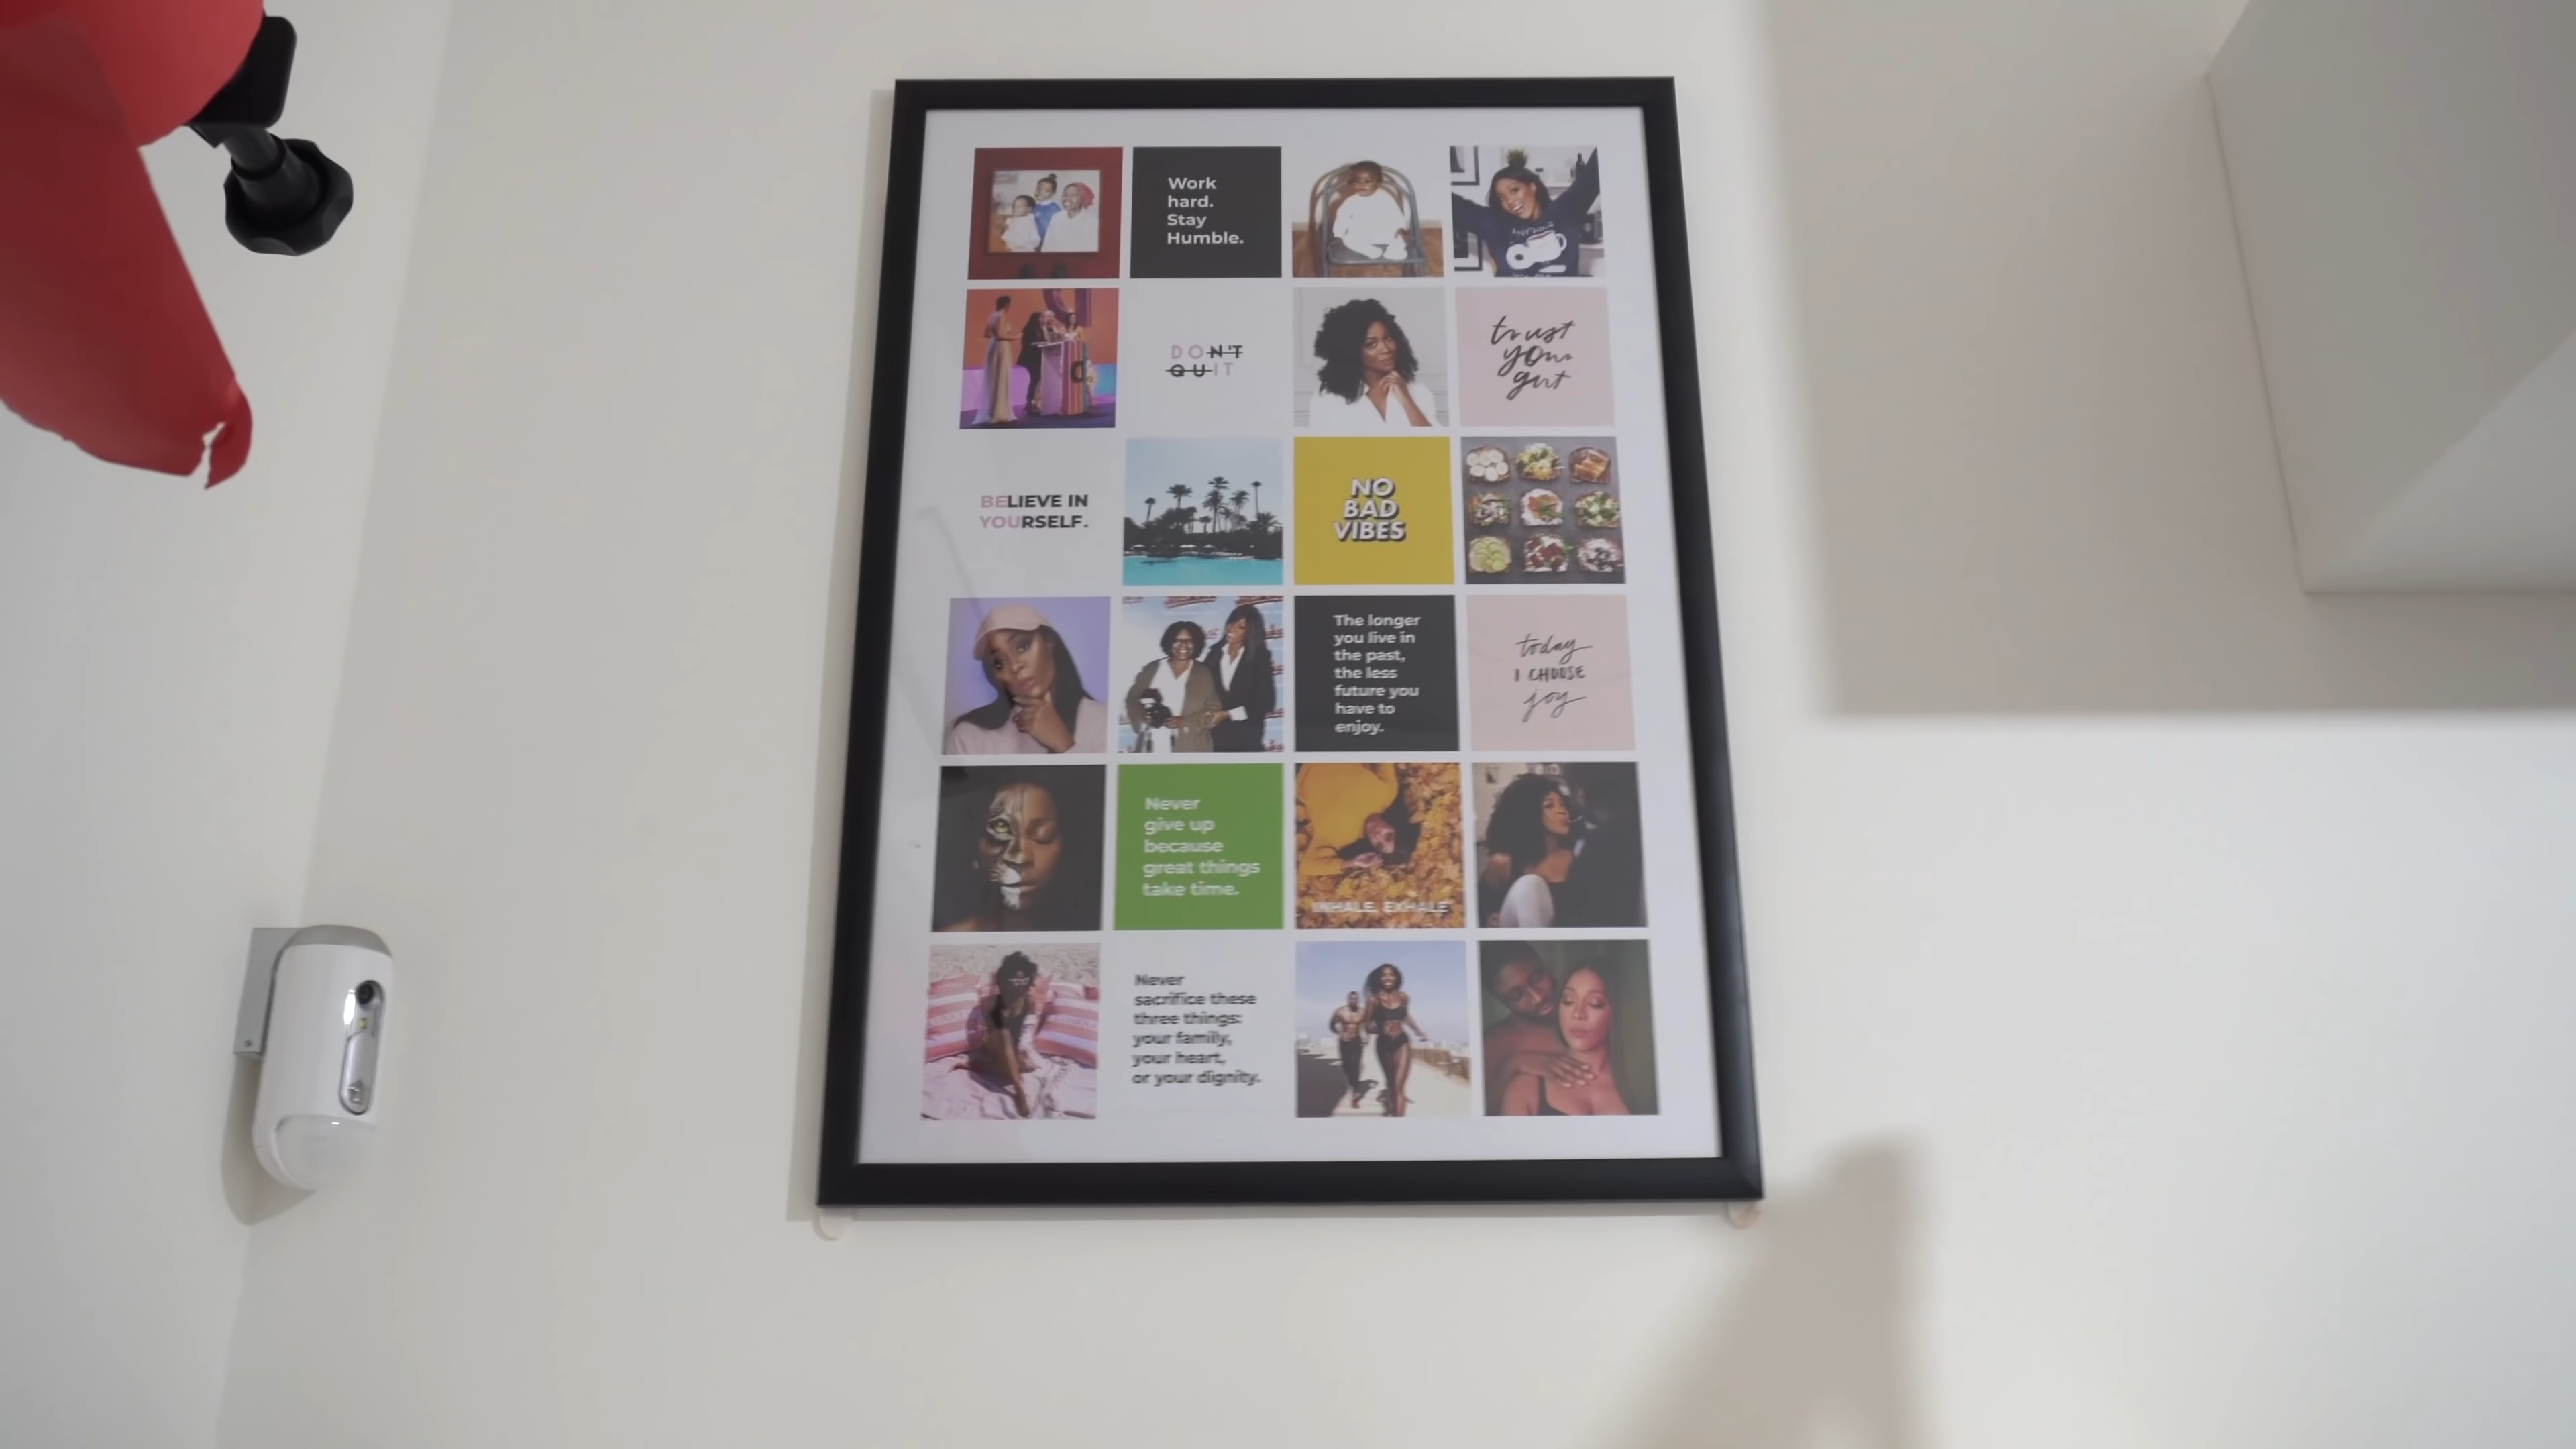 Work
hard.
Stay
Humble.
DON'T
QUIT
trust
your
gut
BELIEVE IN
YOURSELF.
NO
BAD
VIBES
The longer
you live in
the past,
the less
future you
have to
enjoy.
today
I CHOOSE
joy
Never
give up
because
great things
take time.
INHALE, EXHALE
Never
sacrifice these
three things:
your family,
your heart,
or your dignity.